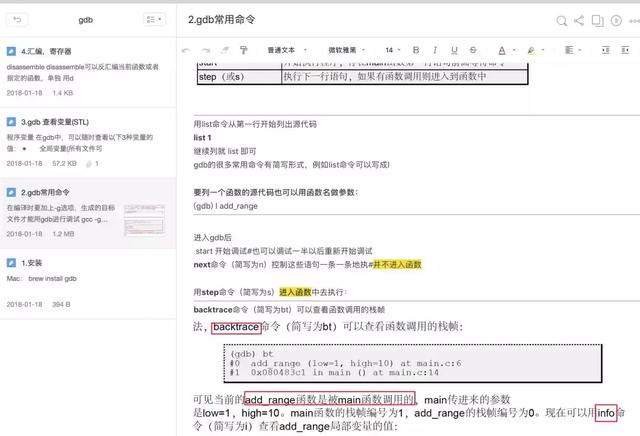 gdb
2.gdb常用命令
4.汇编，寄存器
disassemble disassemble可以反汇编当前函数或者
指定的函数，单独 用d
2018-01-18 1.4 KB
3.gdb 查看变量(STL)
程序变量 在gdb中，可以随时查看以下3种变量的
值： ● 全局变量(所有文件可
2018-01-18 57.2 KB 1
2.gdb常用命令
在编译时要加上-g选项，生成的目标
文件才能用gdb进行调试 gcc -g...
2018-01-18 1.2 MB
1.安装
Mac： brew install gdb
2018-01-18 394 B
普通文本 微软雅黑 14 B I U S A
step（或s） 执行下一行语句，如果有函数调用则进入到函数中
用list命令从第一行开始列出源代码
list 1
继续列就 list 即可
gdb的很多常用命令有简写形式，例如list命令可以写成l
要列一个函数的源代码也可以用函数名做参数：
(gdb) l add_range
进入gdb后
start 开始调试#也可以调试一半以后重新开始调试
next命令（简写为n）控制这些语句一条一条地执#并不进入函数
用step命令（简写为s）进入函数中去执行：
backtrace命令（简写为bt）可以查看函数调用的栈帧
法，backtrace命令（简写为bt）可以查看函数调用的栈帧：
(gdb) bt
#0 add_range (low=1, high=10) at main.c:6
#1 0x080483c1 in main () at main.c:14
可见当前的add_range函数是被main函数调用的，main传进来的参数
是low=1，high=10。main函数的栈帧编号为1，add_range的栈帧编号为0。现在可以用info命
令（简写为i）查看add_range局部变量的值：